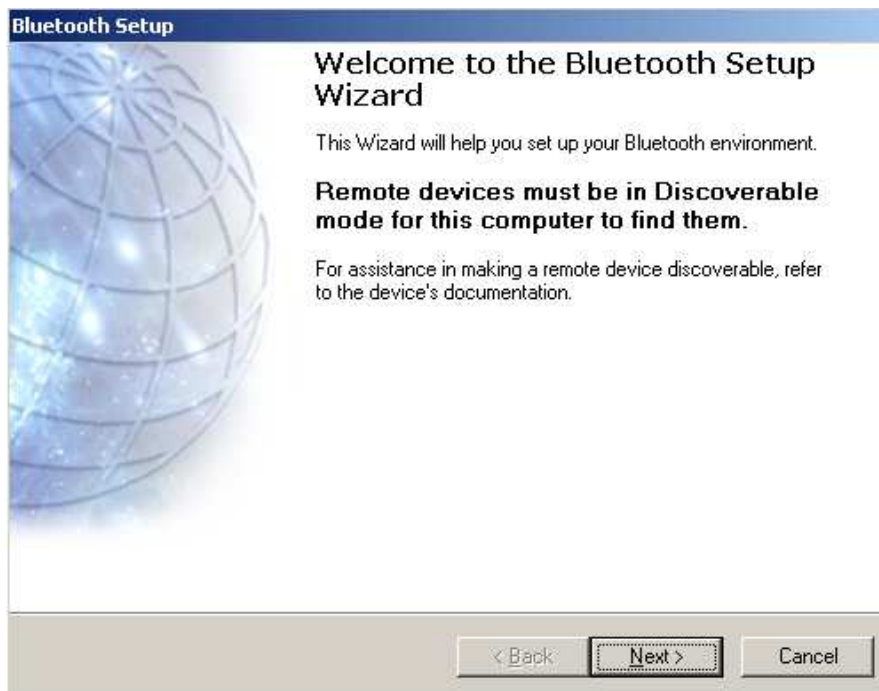 Bluetooth Setup
Welcome to the Bluetooth Setup
Wizard
This Wizard will help you set up your Bluetooth environment.
Remote devices must be in Discoverable
mode for this computer to find them.
For assistance in making a remote device discoverable, refer
to the device's documentation.
< Back
Next >
Cancel